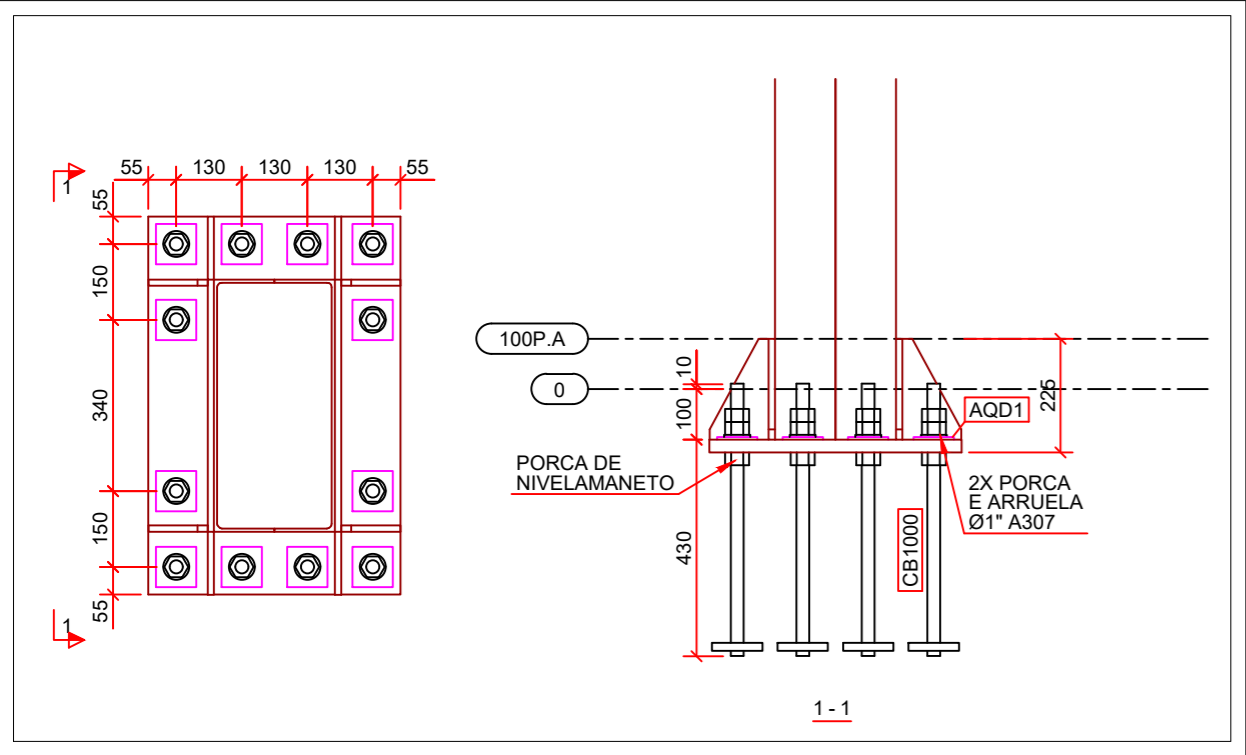 55 130 130 130 55
1
55
150
340
150
55
1
100P.A
0
10
100
430
225
AQD1
PORCA DE
NIVELAMANETO
2X PORCA
E ARRUELA
Ø1" A307
CB1000
1 - 1